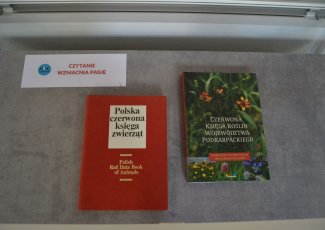 CZYTANIE
WZMACNIA PASJE
Polska
czerwona
księga
zwierząt
Polish
Red Data Book
of Animals
CZERWONA
KSIĘGA ROŚLIN
WOJEWÓDZTWA
PODKARPACKIEGO